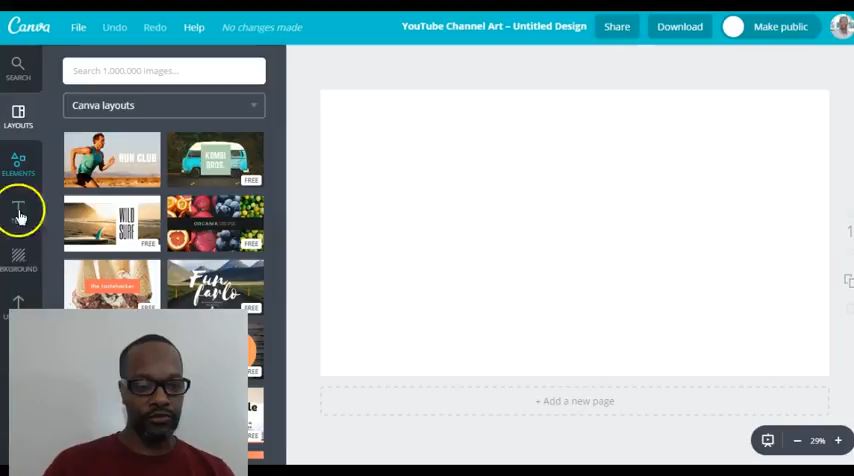 Canva
File
Undo
Redo
Help
No changes made
YouTube Channel Art – Untitled Design
Share
Download
Make public
SEARCH
Search 1,000,000 images...
LAYOUTS
Canva layouts
ELEMENTS
RUN CLUB
KOMBI
BROS.
FREE
WILD
SURF
FREE
ORGANIC
FREE
BKGROUND
Fun
farlo
FREE
FREE
FREE
+ Add a new page
29%